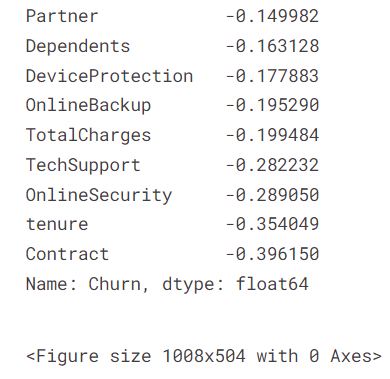 Partner -0.149982
Dependents -0.163128
DeviceProtection -0.177883
OnlineBackup -0.195290
TotalCharges -0.199484
TechSupport -0.282232
OnlineSecurity -0.289050
tenure -0.354049
Contract -0.396150
Name: Churn, dtype: float64
<Figure size 1008x504 with 0 Axes>